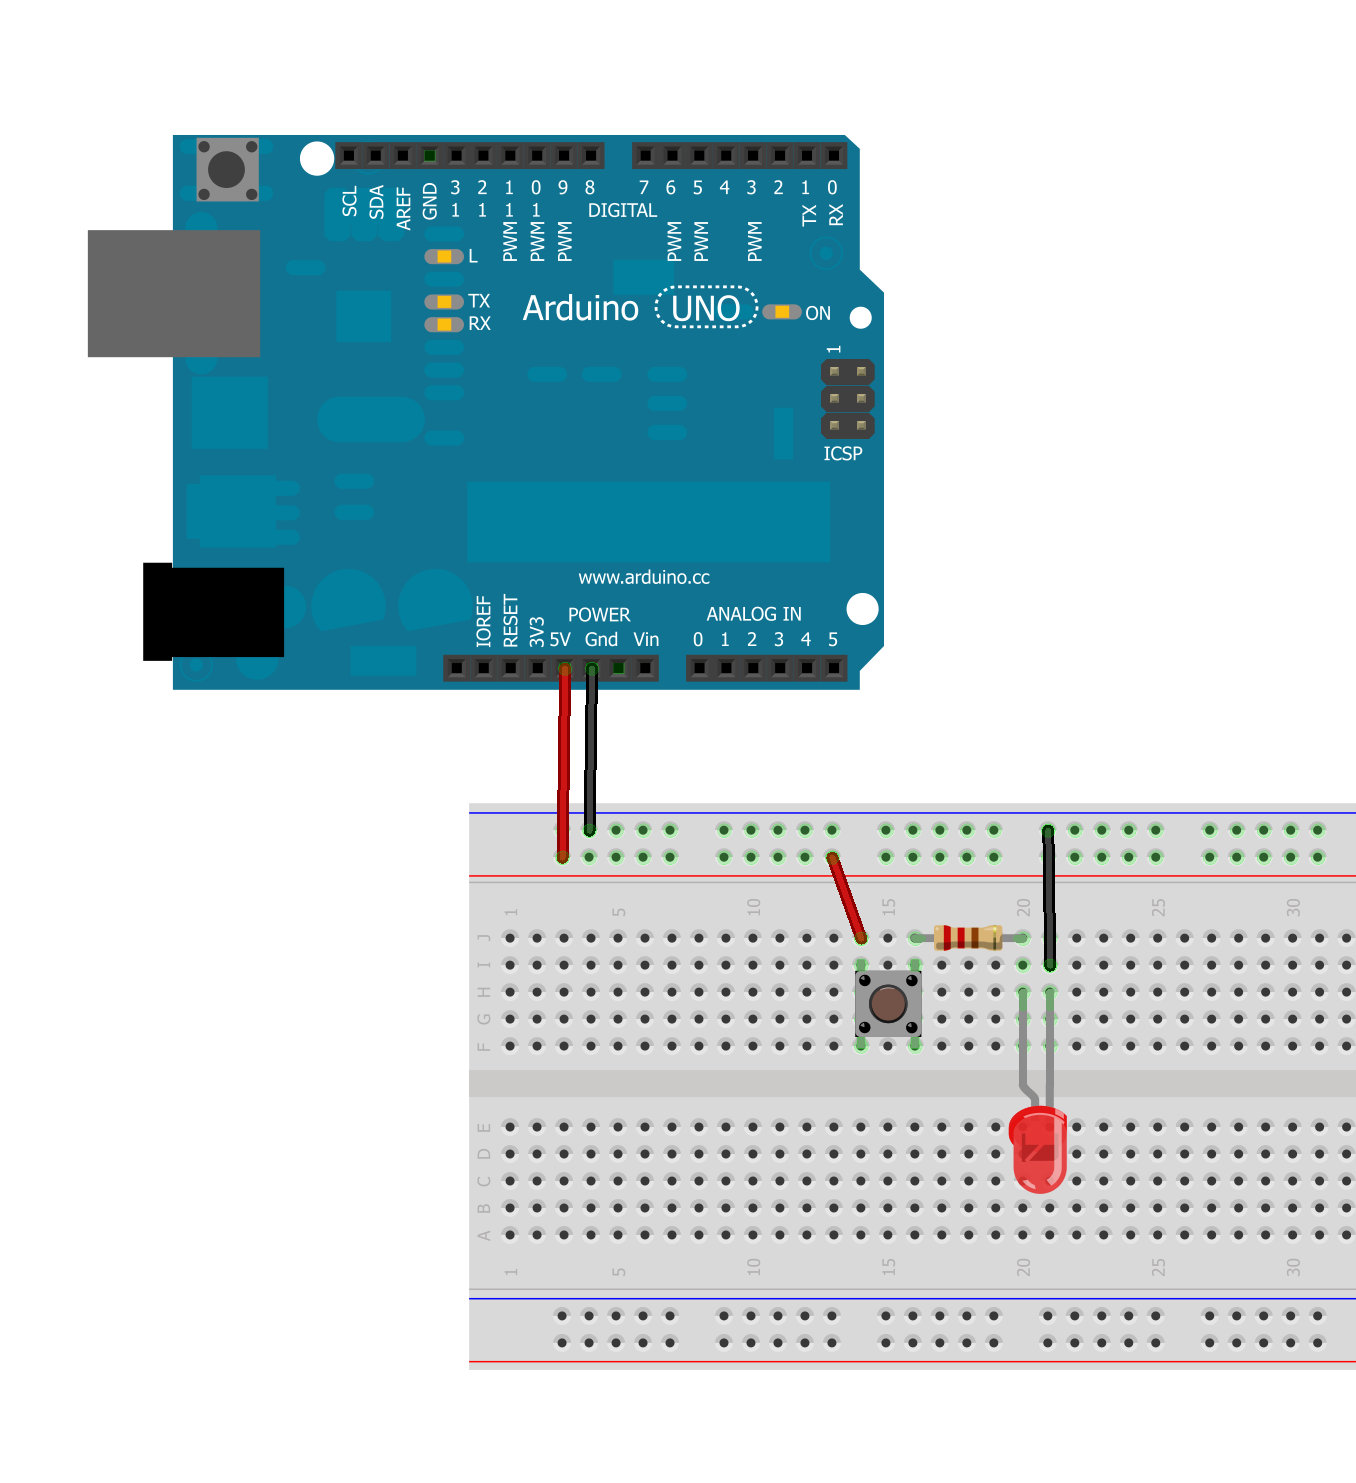 SCL SDA AREF GND 13 12 11 10 9 8 7 6 5 4 3 2 1 0
PWM PWM PWM DIGITAL PWM PWM PWM TX RX
L
TX
RX
Arduino UNO ON
1
ICSP
www.arduino.cc
POWER ANALOG IN
IOREF RESET 3V3 5V Gnd Vin 0 1 2 3 4 5
1 5 10 15 20 25 30
J
I
H
G
F
E
D
C
B
A
1 5 10 15 20 25 30